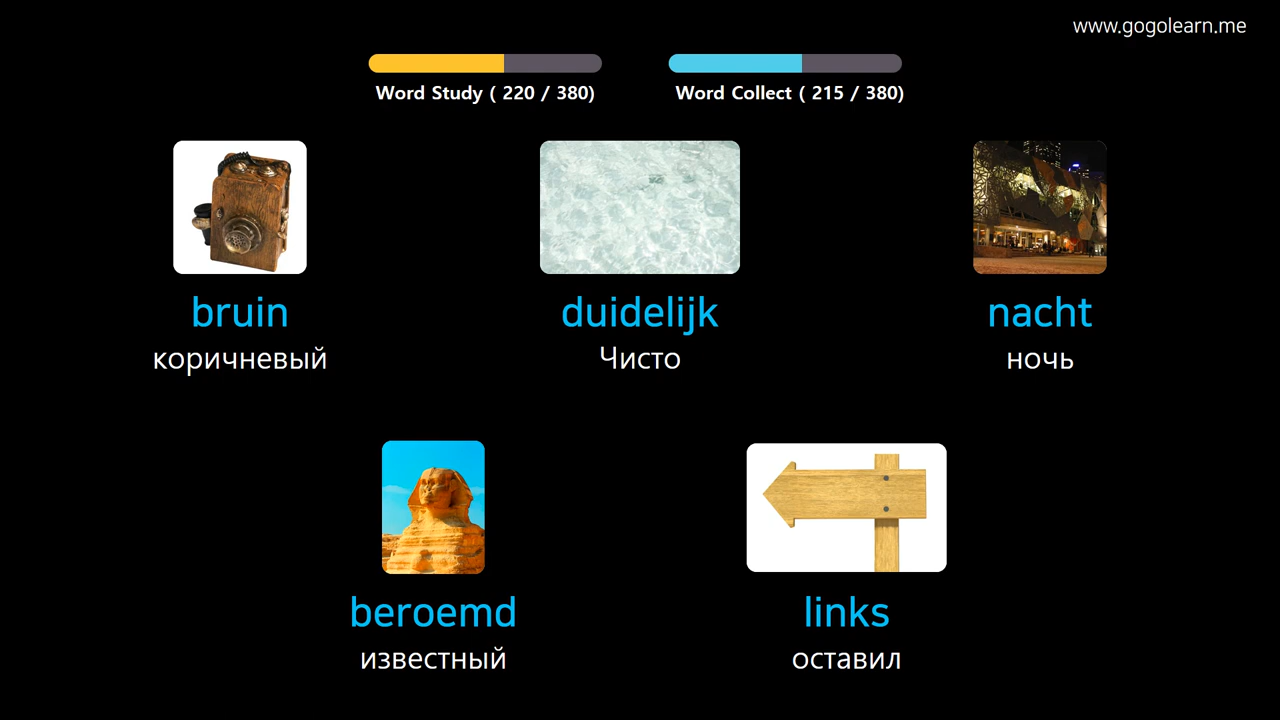 www.gogolearn.me
Word Study ( 220 / 380)
Word Collect ( 215 / 380)
bruin
duidelijk
nacht
коричневый
Чисто
ночь
beroemd
links
известный
оставил